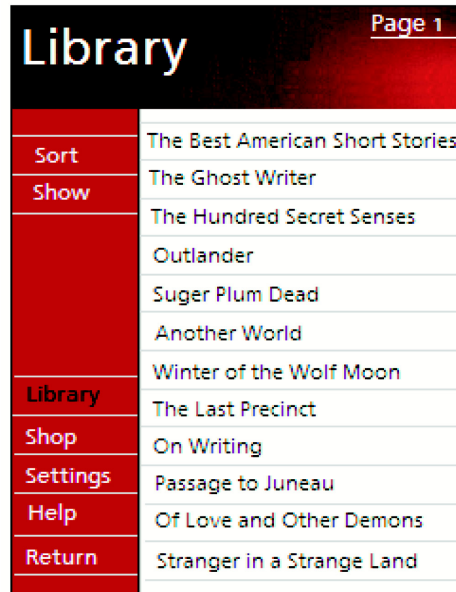 Library
Page 1
Sort
Show
Library
Shop
Settings
Help
Return
The Best American Short Stories
The Ghost Writer
The Hundred Secret Senses
Outlander
Suger Plum Dead
Another World
Winter of the Wolf Moon
The Last Precinct
On Writing
Passage to Juneau
Of Love and Other Demons
Stranger in a Strange Land